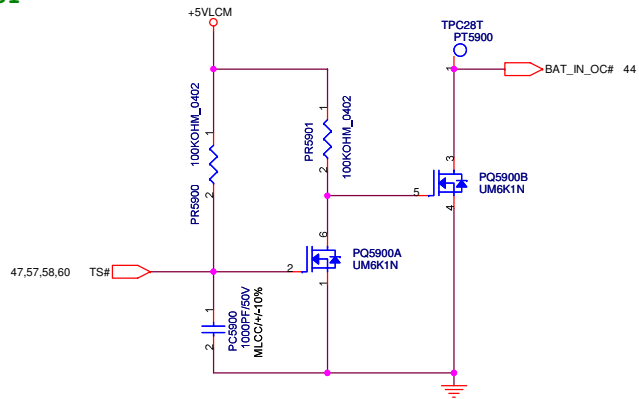 +5VLCM
TPC28T
PT5900
1
BAT_IN_OC# 44
1
PR5900
100KOHM_0402
2
1
PR5901
100KOHM_0402
2
3
5
PQ5900B
UM6K1N
4
6
PQ5900A
UM6K1N
2
1
47,57,58,60 TS#
1
PC5900
1000PF/50V
MLCC/+/-10%
2